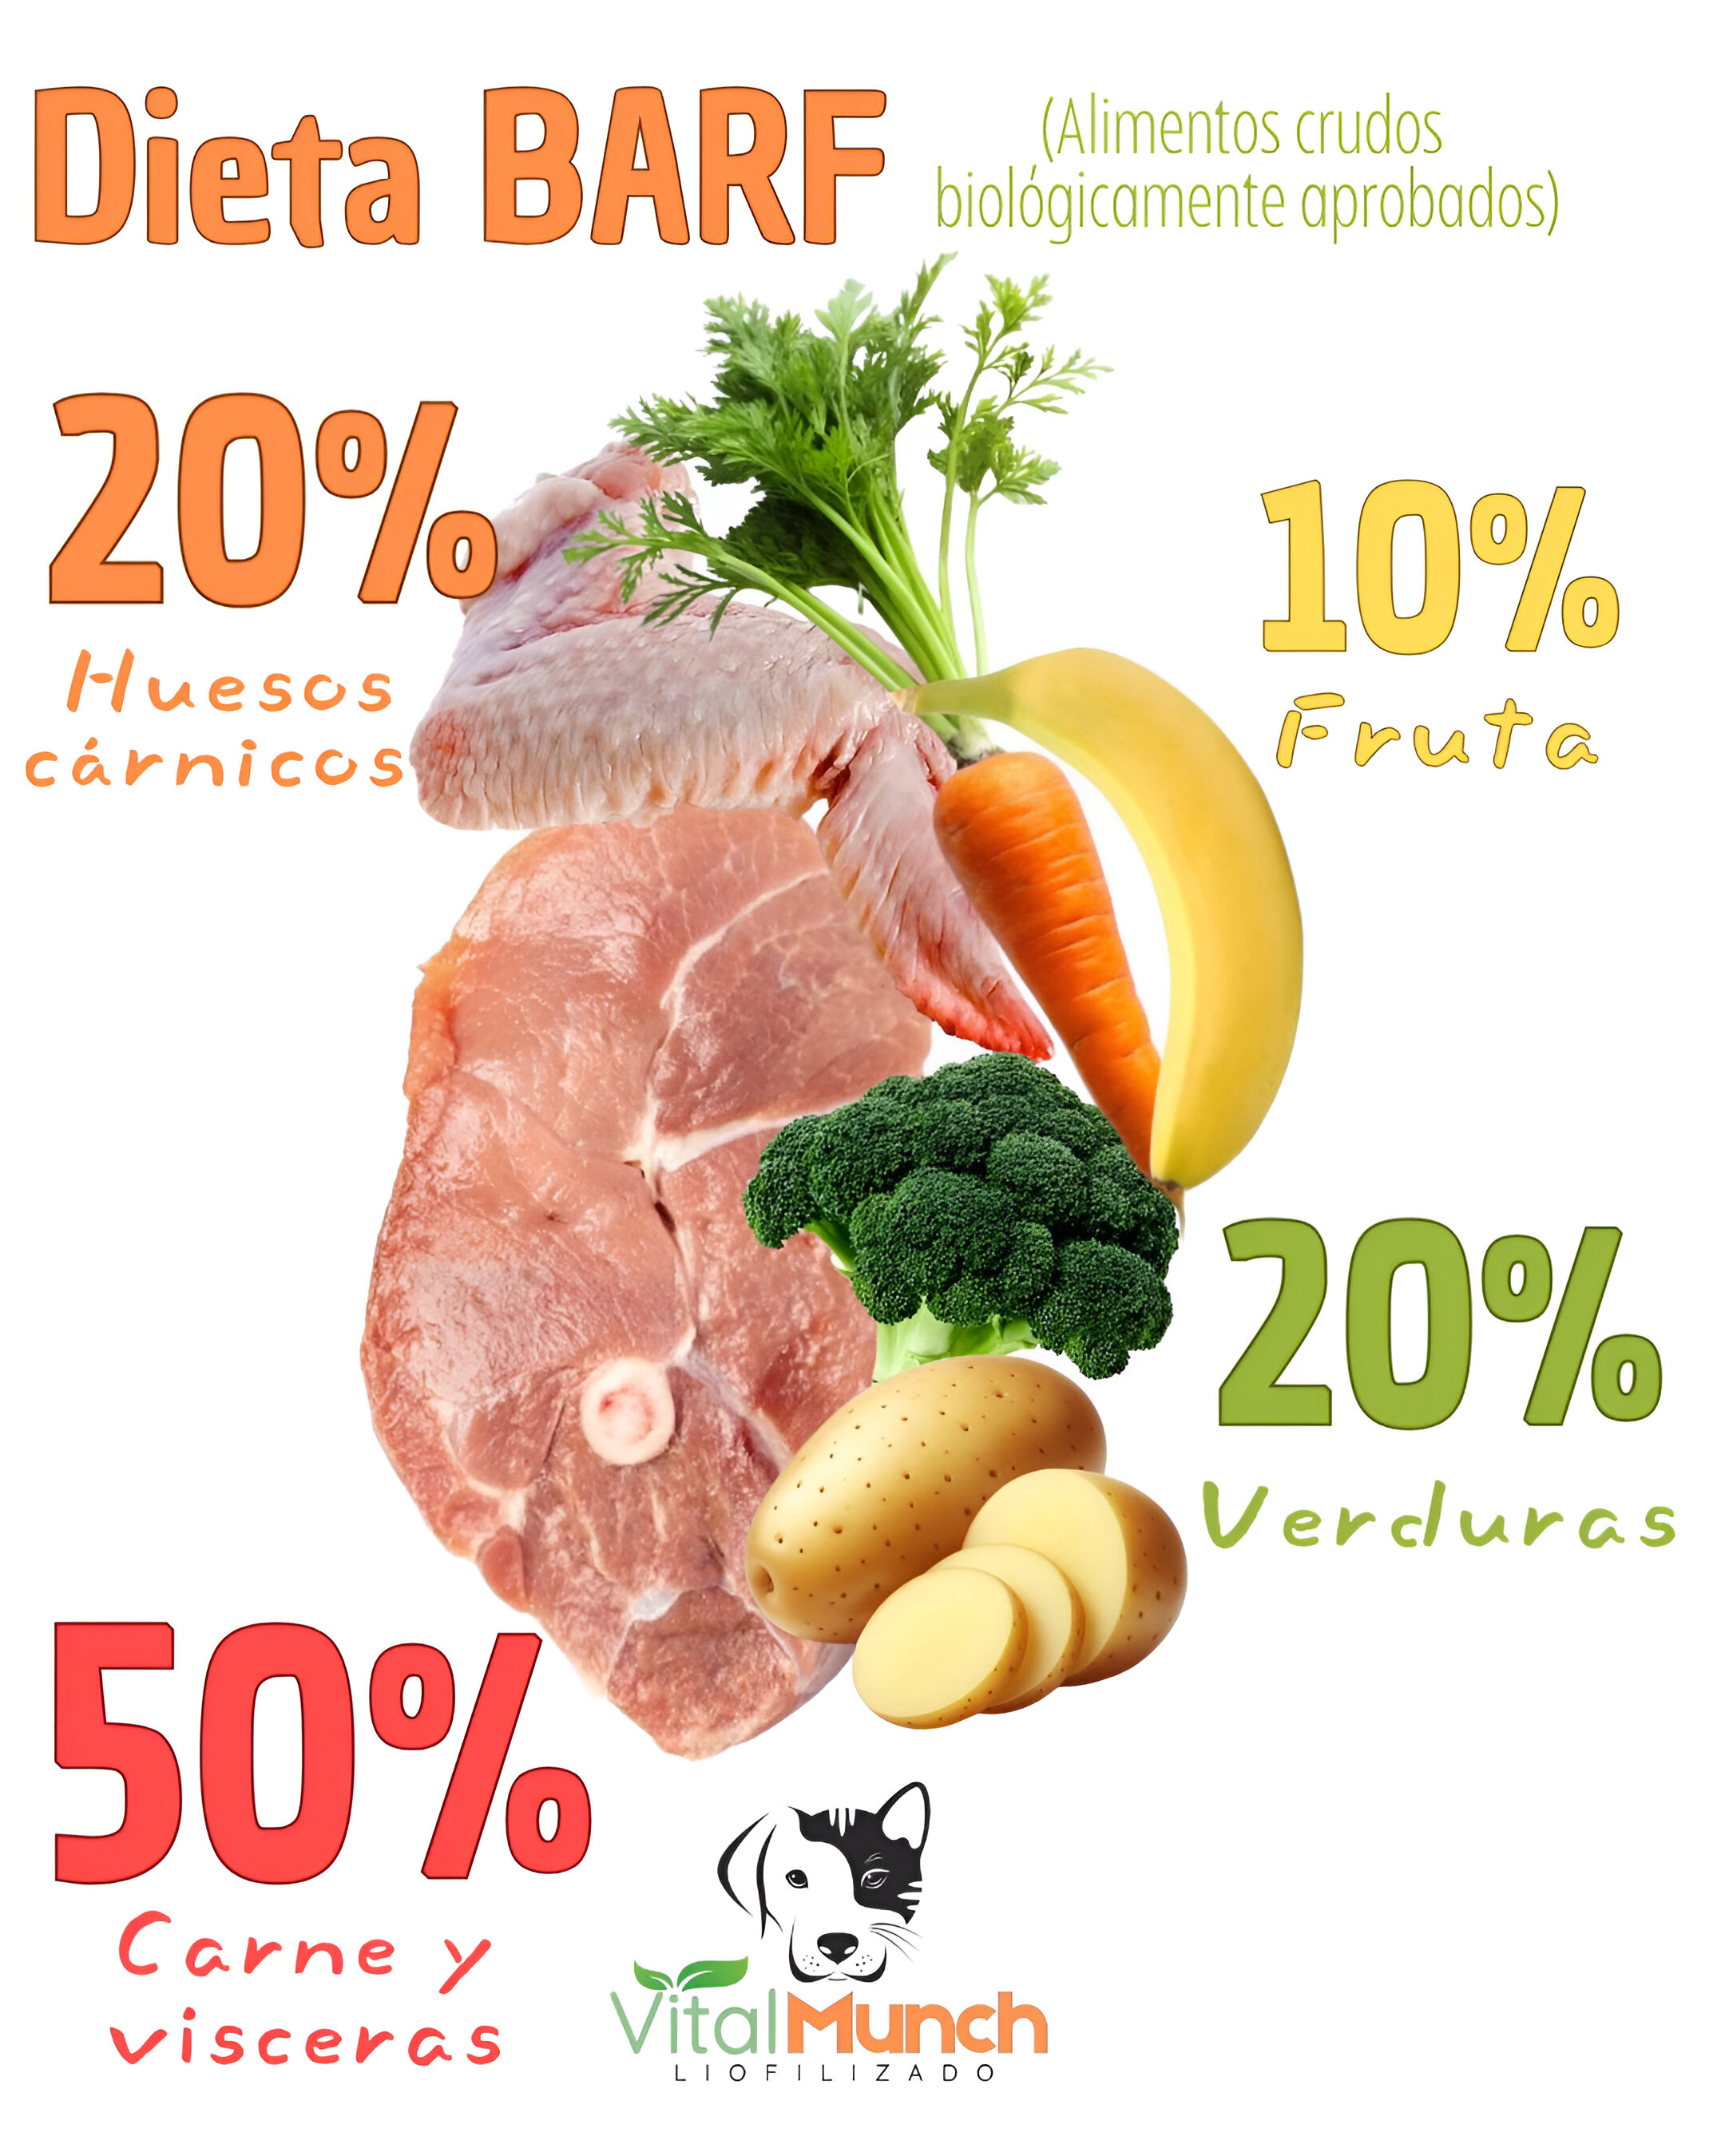 Dieta BARF
(Alimentos crudos
biológicamente aprobados)
20%
Huesos
cárnicos
10%
Fruta
20%
Verduras
50%
Carne y
visceras
VitalMunch
LIOFILIZADO